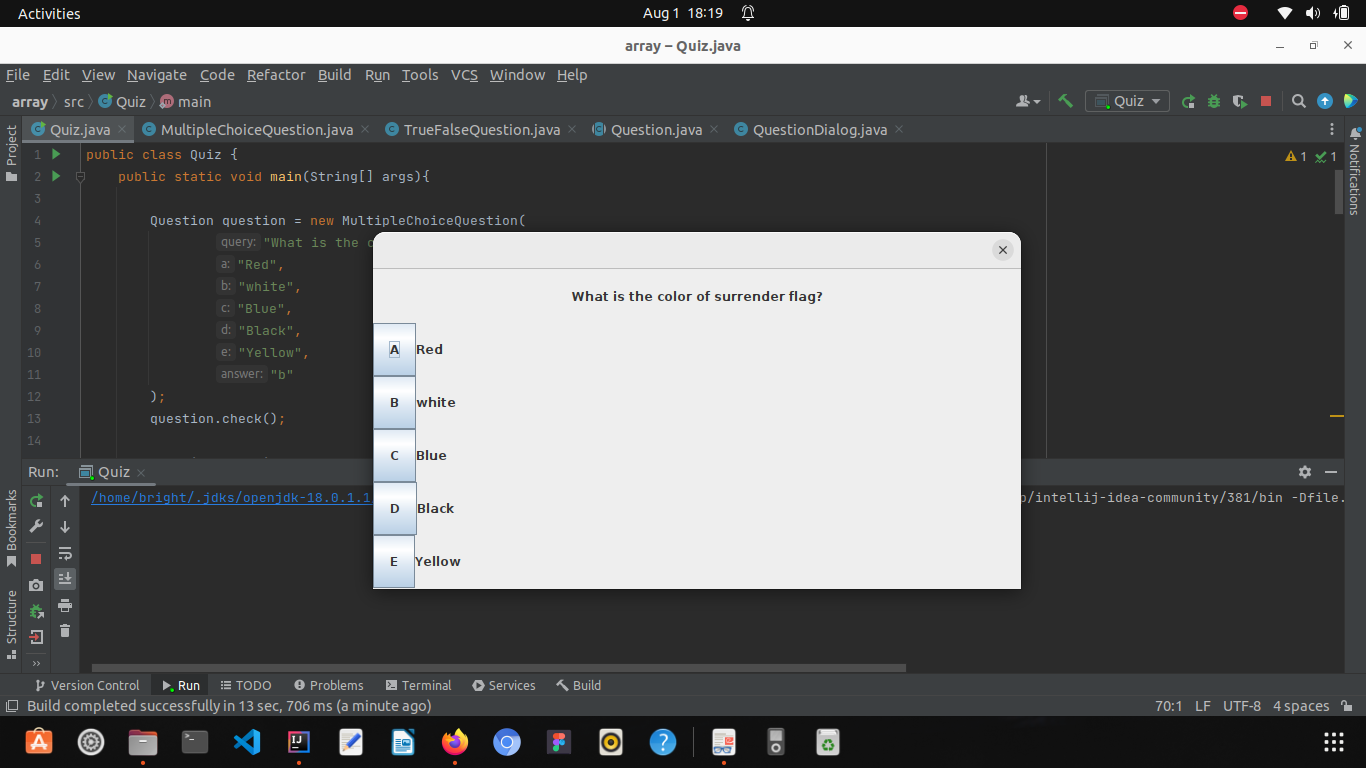 Activities
Aug 1 18:19
array – Quiz.java
File Edit View Navigate Code Refactor Build Run Tools VCS Window Help
array src Quiz main
Quiz
Quiz.java MultipleChoiceQuestion.java TrueFalseQuestion.java Question.java QuestionDialog.java
Project
Notifications
1 public class Quiz {
1 1
2 public static void main(String[] args){
3
4 Question question = new MultipleChoiceQuestion(
5 query: "What is the
6 a: "Red",
7 b: "white",
8 c: "Blue",
9 d: "Black",
10 e: "Yellow",
11 answer: "b"
12 );
13 question.check();
14
What is the color of surrender flag?
A Red
B white
C Blue
D Black
E Yellow
Run: Quiz
/home/bright/.jdks/openjdk-18.0.1.1
/intellij-idea-community/381/bin -Dfile.
Bookmarks
Structure
Version Control Run TODO Problems Terminal Services Build
Build completed successfully in 13 sec, 706 ms (a minute ago)
70:1 LF UTF-8 4 spaces